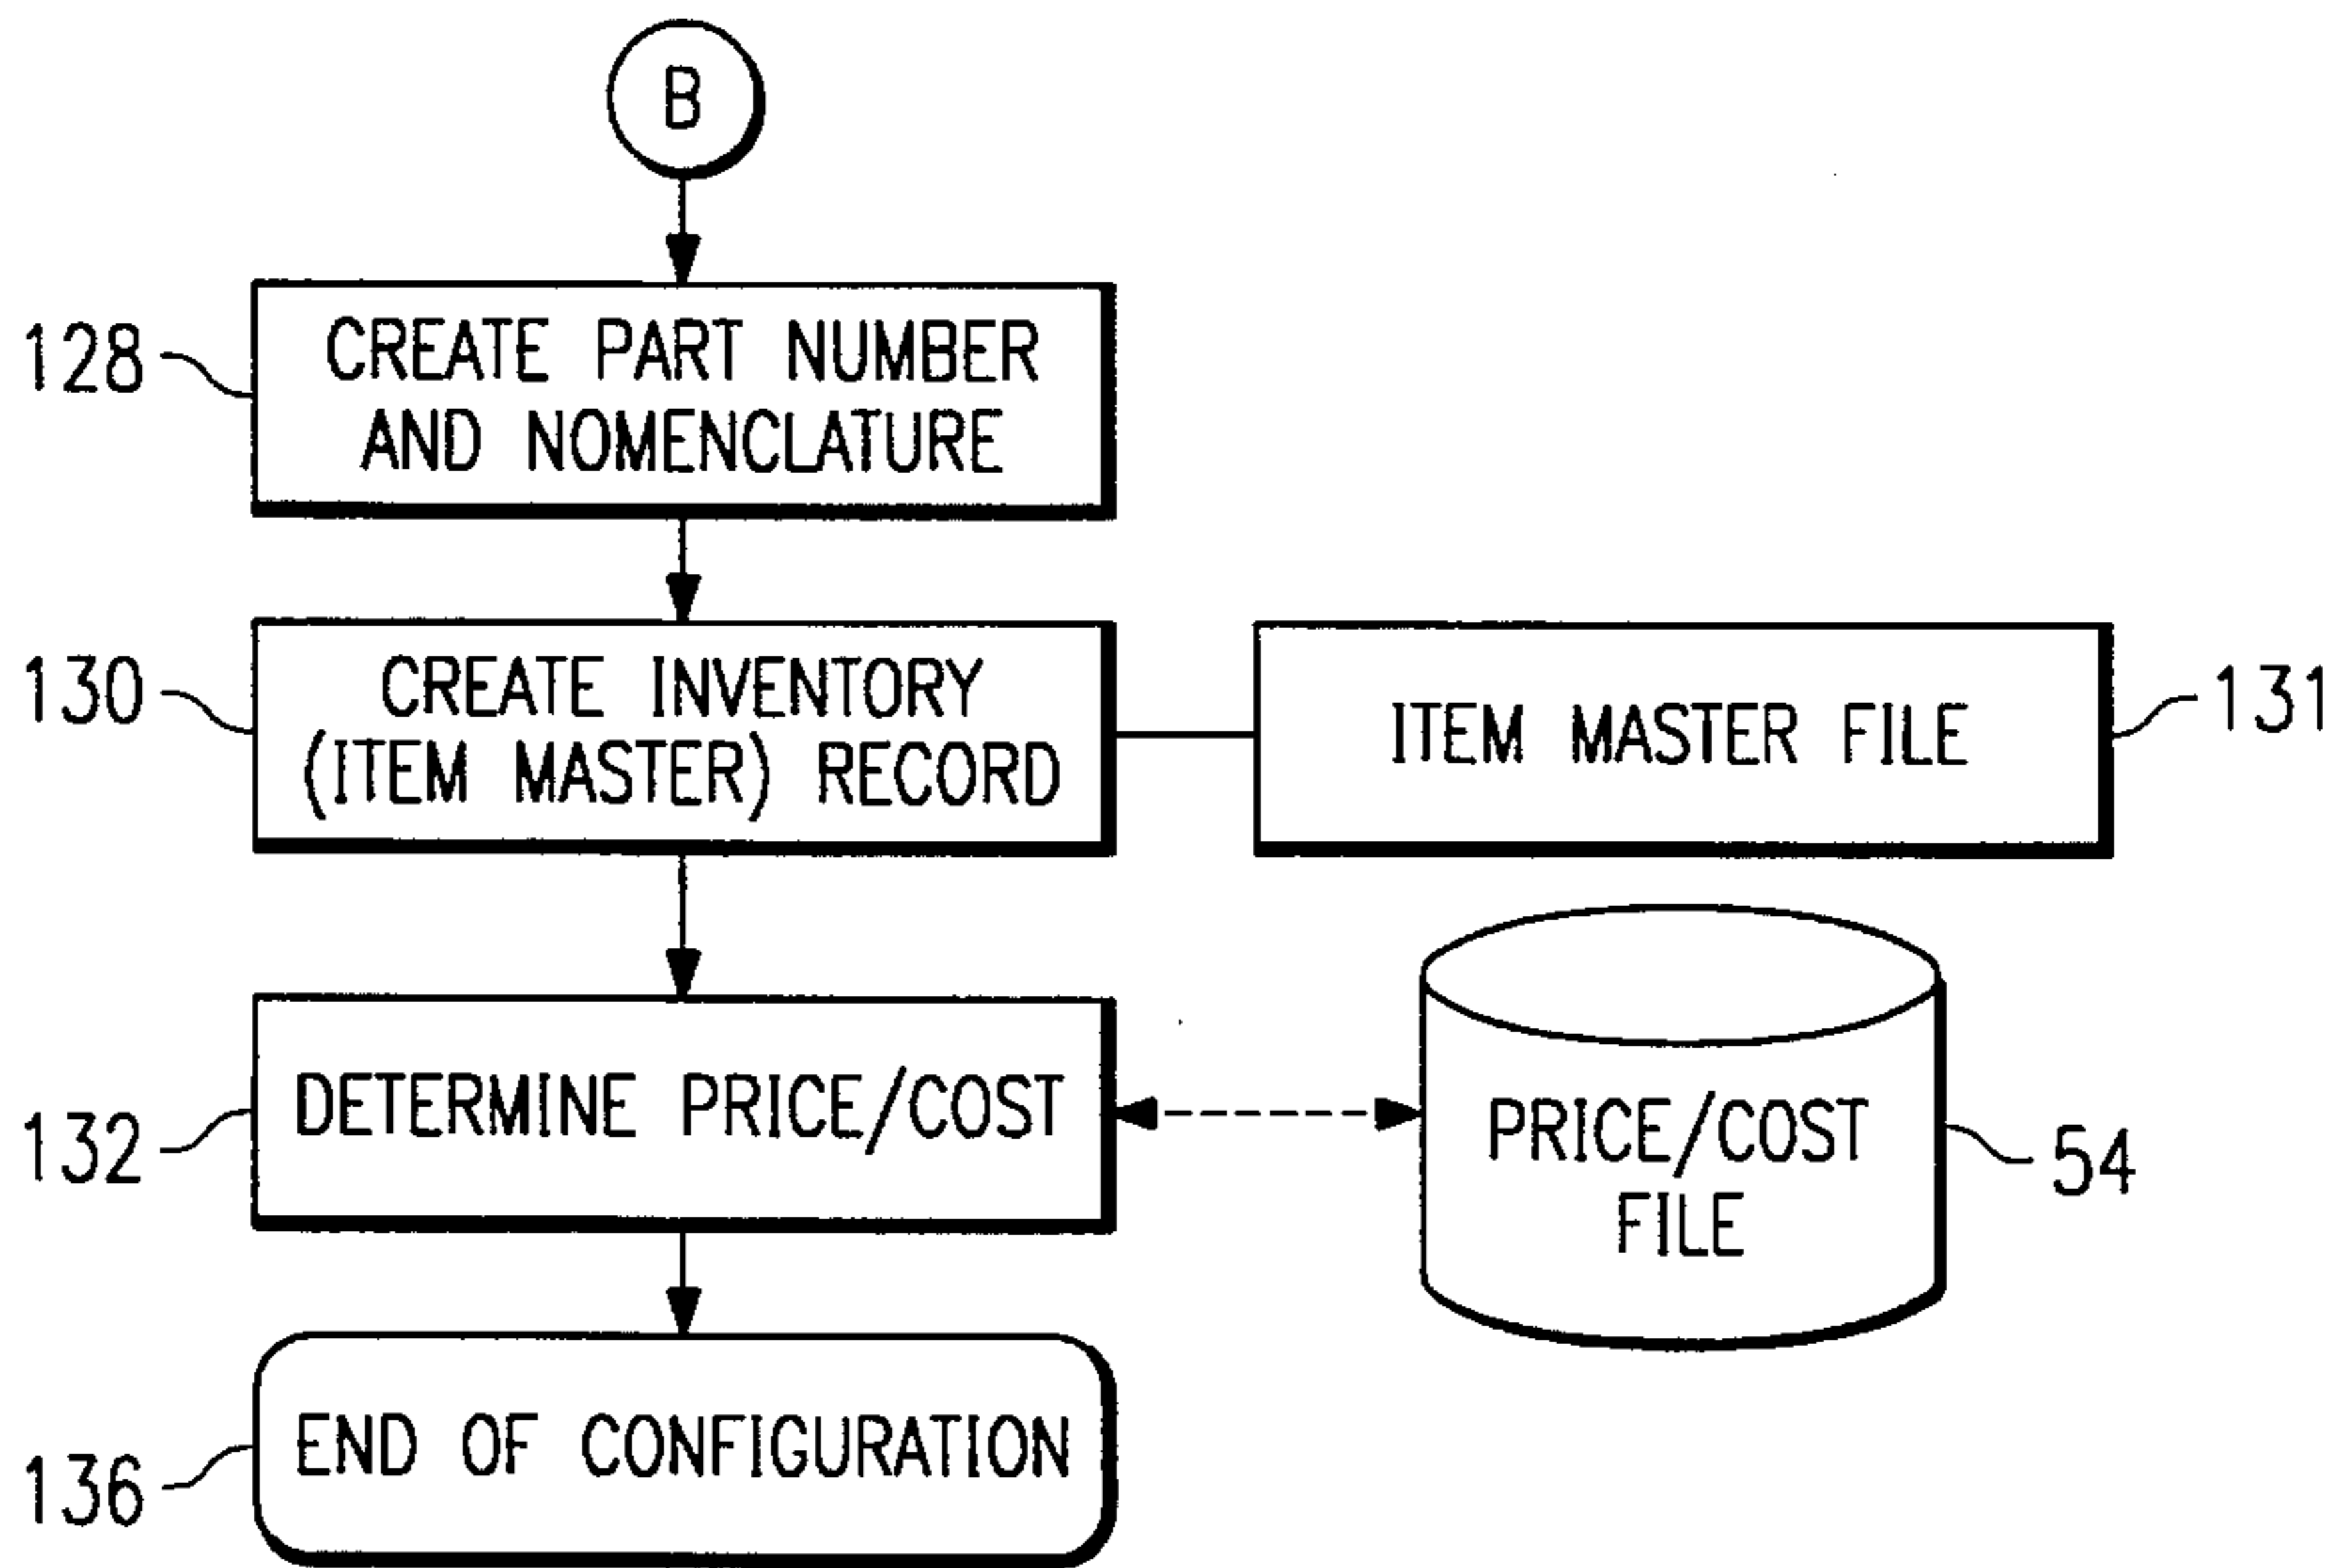 B
128
CREATE PART NUMBER
AND NOMENCLATURE
130
CREATE INVENTORY
(ITEM MASTER) RECORD
ITEM MASTER FILE
131
132
DETERMINE PRICE/COST
PRICE/COST
FILE
54
136
END OF CONFIGURATION